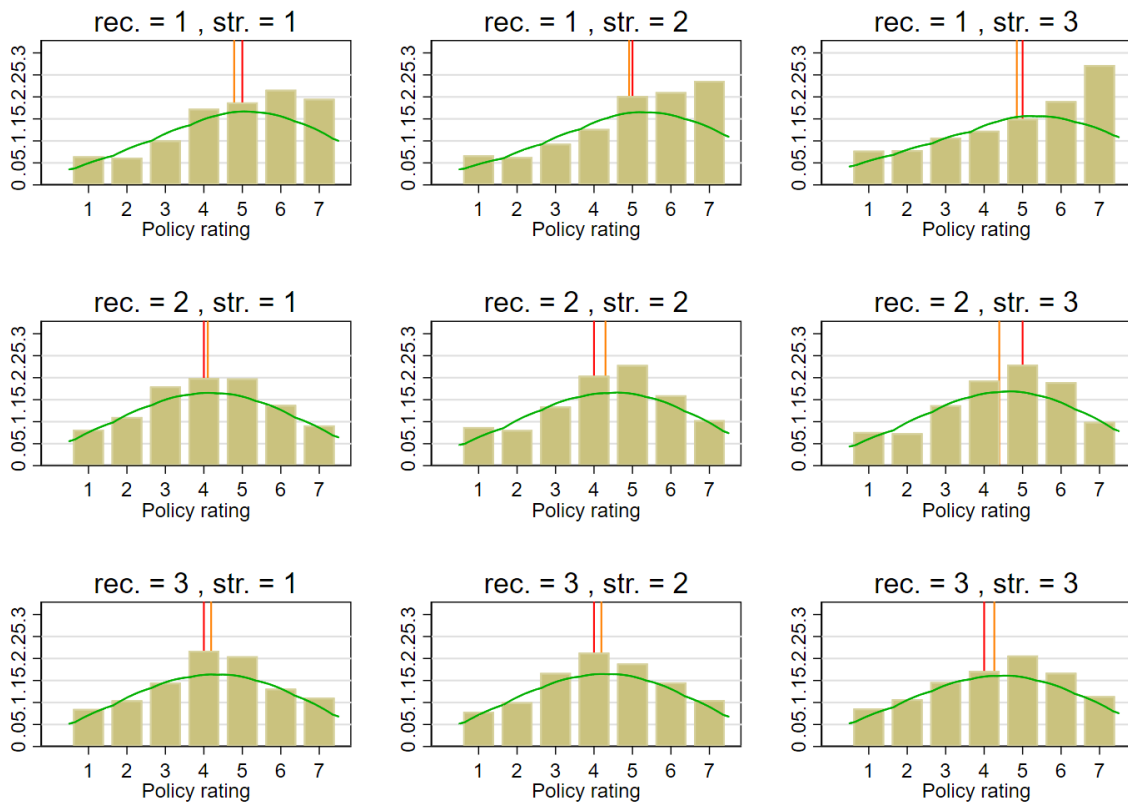 rec. = 1 , str. = 1
0 .05 .1 .15 .2 .25 .3
1 2 3 4 5 6 7
Policy rating
rec. = 1 , str. = 2
0 .05 .1 .15 .2 .25 .3
1 2 3 4 5 6 7
Policy rating
rec. = 1 , str. = 3
0 .05 .1 .15 .2 .25 .3
1 2 3 4 5 6 7
Policy rating
rec. = 2 , str. = 1
0 .05 .1 .15 .2 .25 .3
1 2 3 4 5 6 7
Policy rating
rec. = 2 , str. = 2
0 .05 .1 .15 .2 .25 .3
1 2 3 4 5 6 7
Policy rating
rec. = 2 , str. = 3
0 .05 .1 .15 .2 .25 .3
1 2 3 4 5 6 7
Policy rating
rec. = 3 , str. = 1
0 .05 .1 .15 .2 .25 .3
1 2 3 4 5 6 7
Policy rating
rec. = 3 , str. = 2
0 .05 .1 .15 .2 .25 .3
1 2 3 4 5 6 7
Policy rating
rec. = 3 , str. = 3
0 .05 .1 .15 .2 .25 .3
1 2 3 4 5 6 7
Policy rating